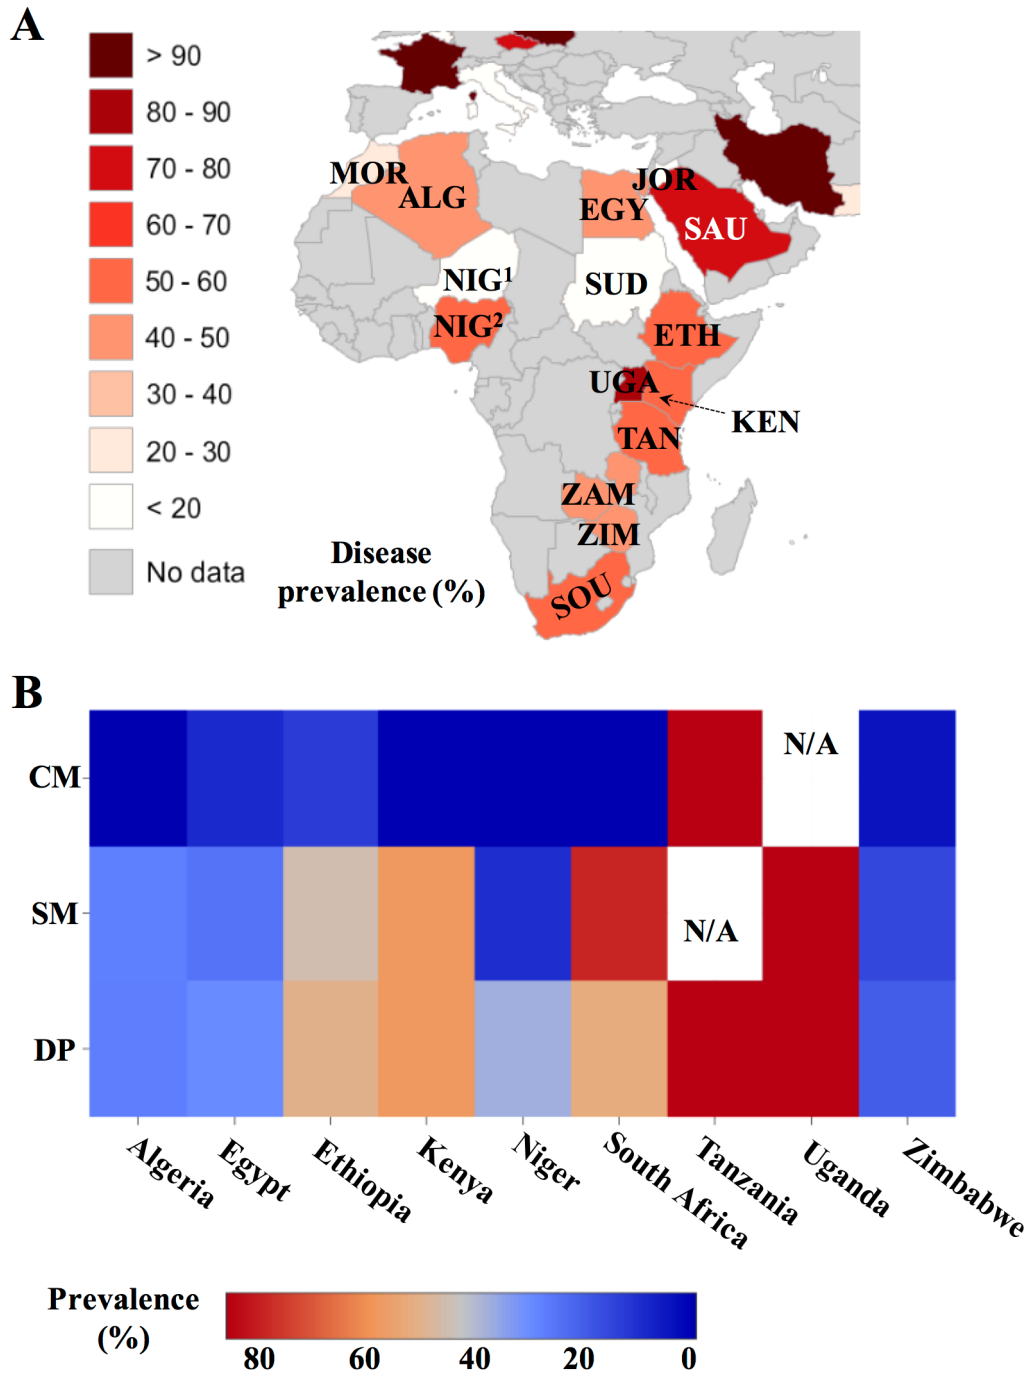 A
> 90
80 - 90
70 - 80
60 - 70
50 - 60
40 - 50
30 - 40
20 - 30
< 20
No data
Disease
prevalence (%)
MOR
ALG
EGY
JOR
SAU
NIG¹
SUD
NIG²
ETH
UGA
KEN
TAN
ZAM
ZIM
SOU
B
CM
N/A
SM
N/A
DP
Algeria
Egypt
Ethiopia
Kenya
Niger
South Africa
Tanzania
Uganda
Zimbabwe
Prevalence
(%)
80 60 40 20 0